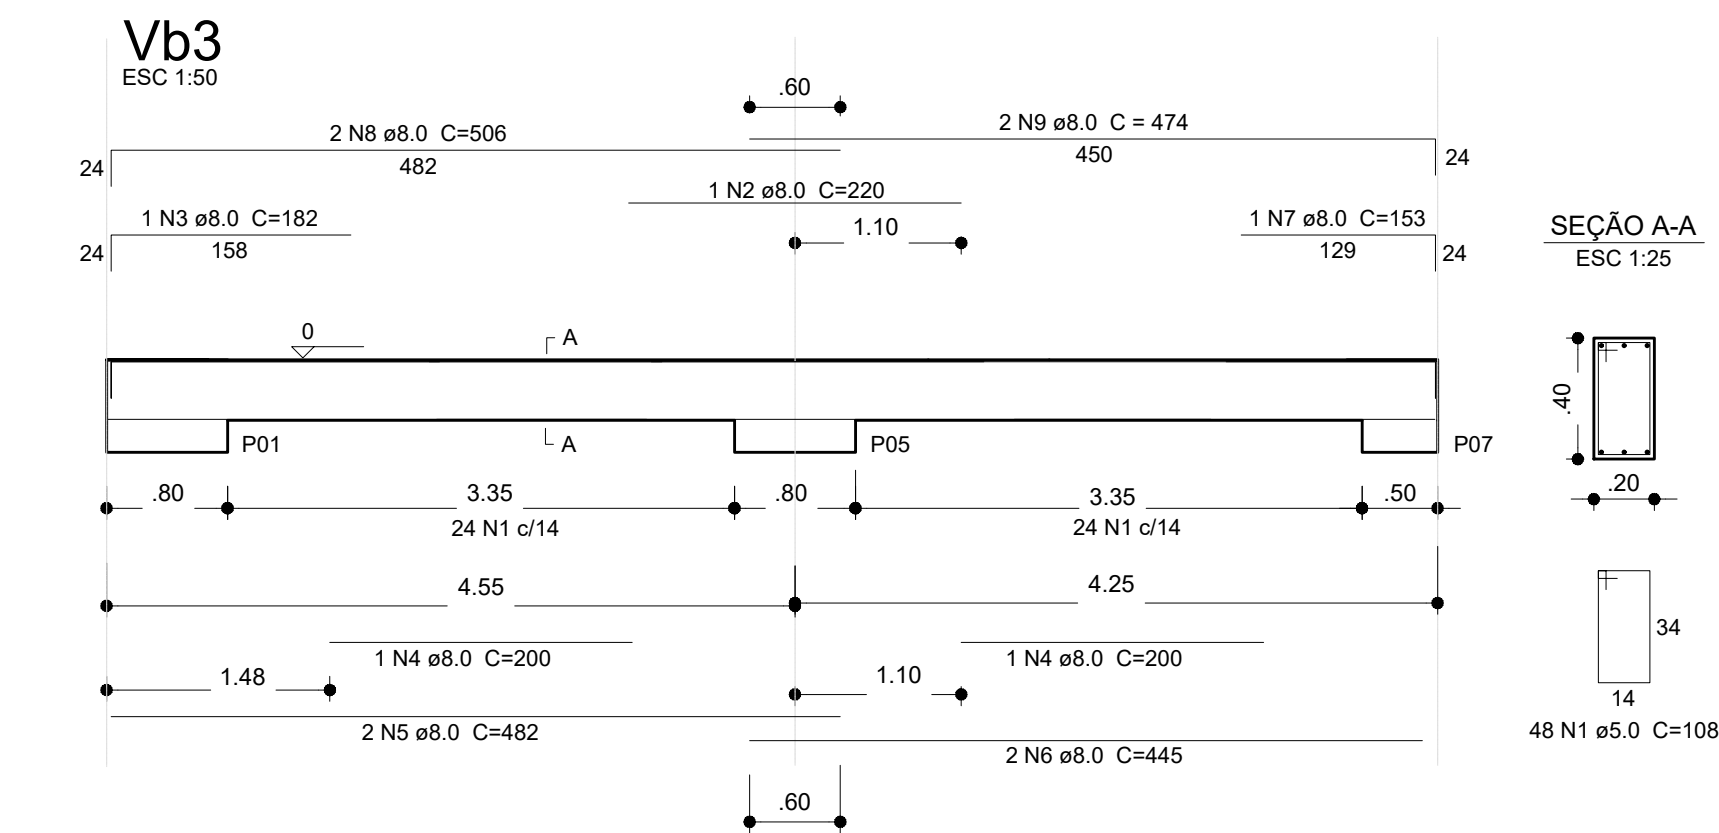 Vb3
ESC 1:50
.60
2 N8 ø8.0 C=506
2 N9 ø8.0 C = 474
24
482
450
24
1 N2 ø8.0 C=220
1 N3 ø8.0 C=182
1.10
1 N7 ø8.0 C=153
24
158
129
24
SEÇÃO A-A
ESC 1:25
0
A
A
P01
P05
P07
.40
.20
.80
3.35
.80
3.35
.50
24 N1 c/14
24 N1 c/14
4.55
4.25
34
14
48 N1 ø5.0 C=108
1 N4 ø8.0 C=200
1 N4 ø8.0 C=200
1.48
1.10
2 N5 ø8.0 C=482
2 N6 ø8.0 C=445
.60